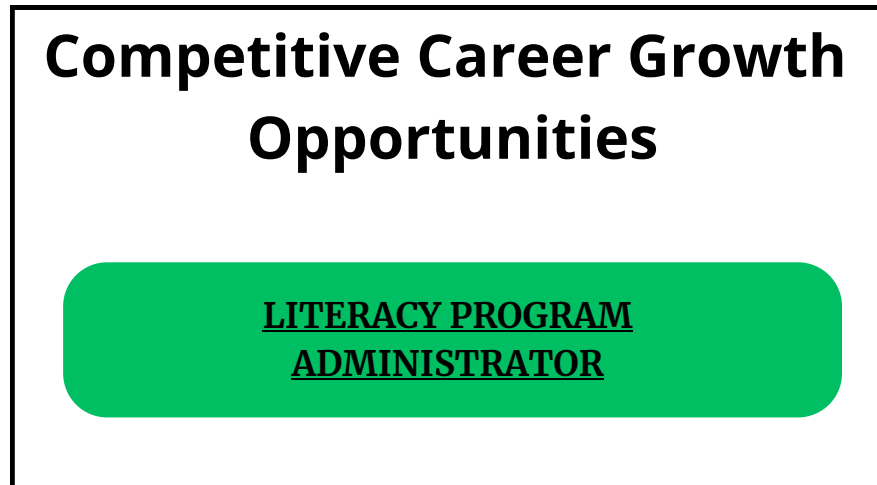 Competitive Career Growth
Opportunities
LITERACY PROGRAM
ADMINISTRATOR